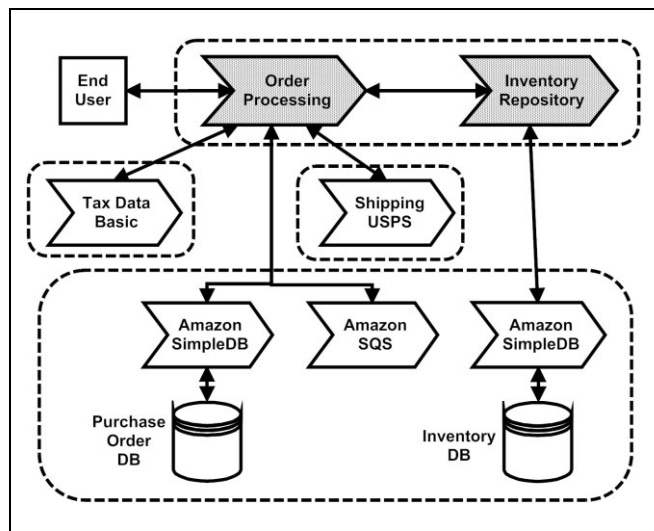 End
User
Order
Processing
Inventory
Repository
Tax Data
Basic
Shipping
USPS
Amazon
SimpleDB
Amazon
SQS
Amazon
SimpleDB
Purchase
Order
DB
Inventory
DB